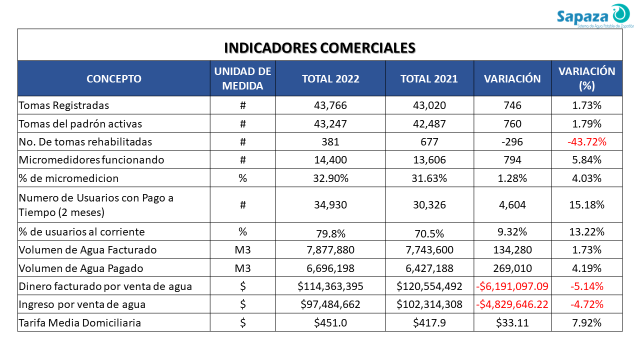 Sapaza
INDICADORES COMERCIALES
CONCEPTO UNIDAD DE MEDIDA TOTAL 2022 TOTAL 2021 VARIACIÓN VARIACIÓN (%)
Tomas Registradas # 43,766 43,020 746 1.73%
Tomas del padrón activas # 43,247 42,487 760 1.79%
No. De tomas rehabilitadas # 381 677 -296 -43.72%
Micromedidores funcionando # 14,400 13,606 794 5.84%
% de micromedicion % 32.90% 31.63% 1.28% 4.03%
Numero de Usuarios con Pago a Tiempo (2 meses) # 34,930 30,326 4,604 15.18%
% de usuarios al corriente % 79.8% 70.5% 9.32% 13.22%
Volumen de Agua Facturado M3 7,877,880 7,743,600 134,280 1.73%
Volumen de Agua Pagado M3 6,696,198 6,427,188 269,010 4.19%
Dinero facturado por venta de agua $ $114,363,395 $120,554,492 -$6,191,097.09 -5.14%
Ingreso por venta de agua $ $97,484,662 $102,314,308 -$4,829,646.22 -4.72%
Tarifa Media Domiciliaria $ $451.0 $417.9 $33.11 7.92%